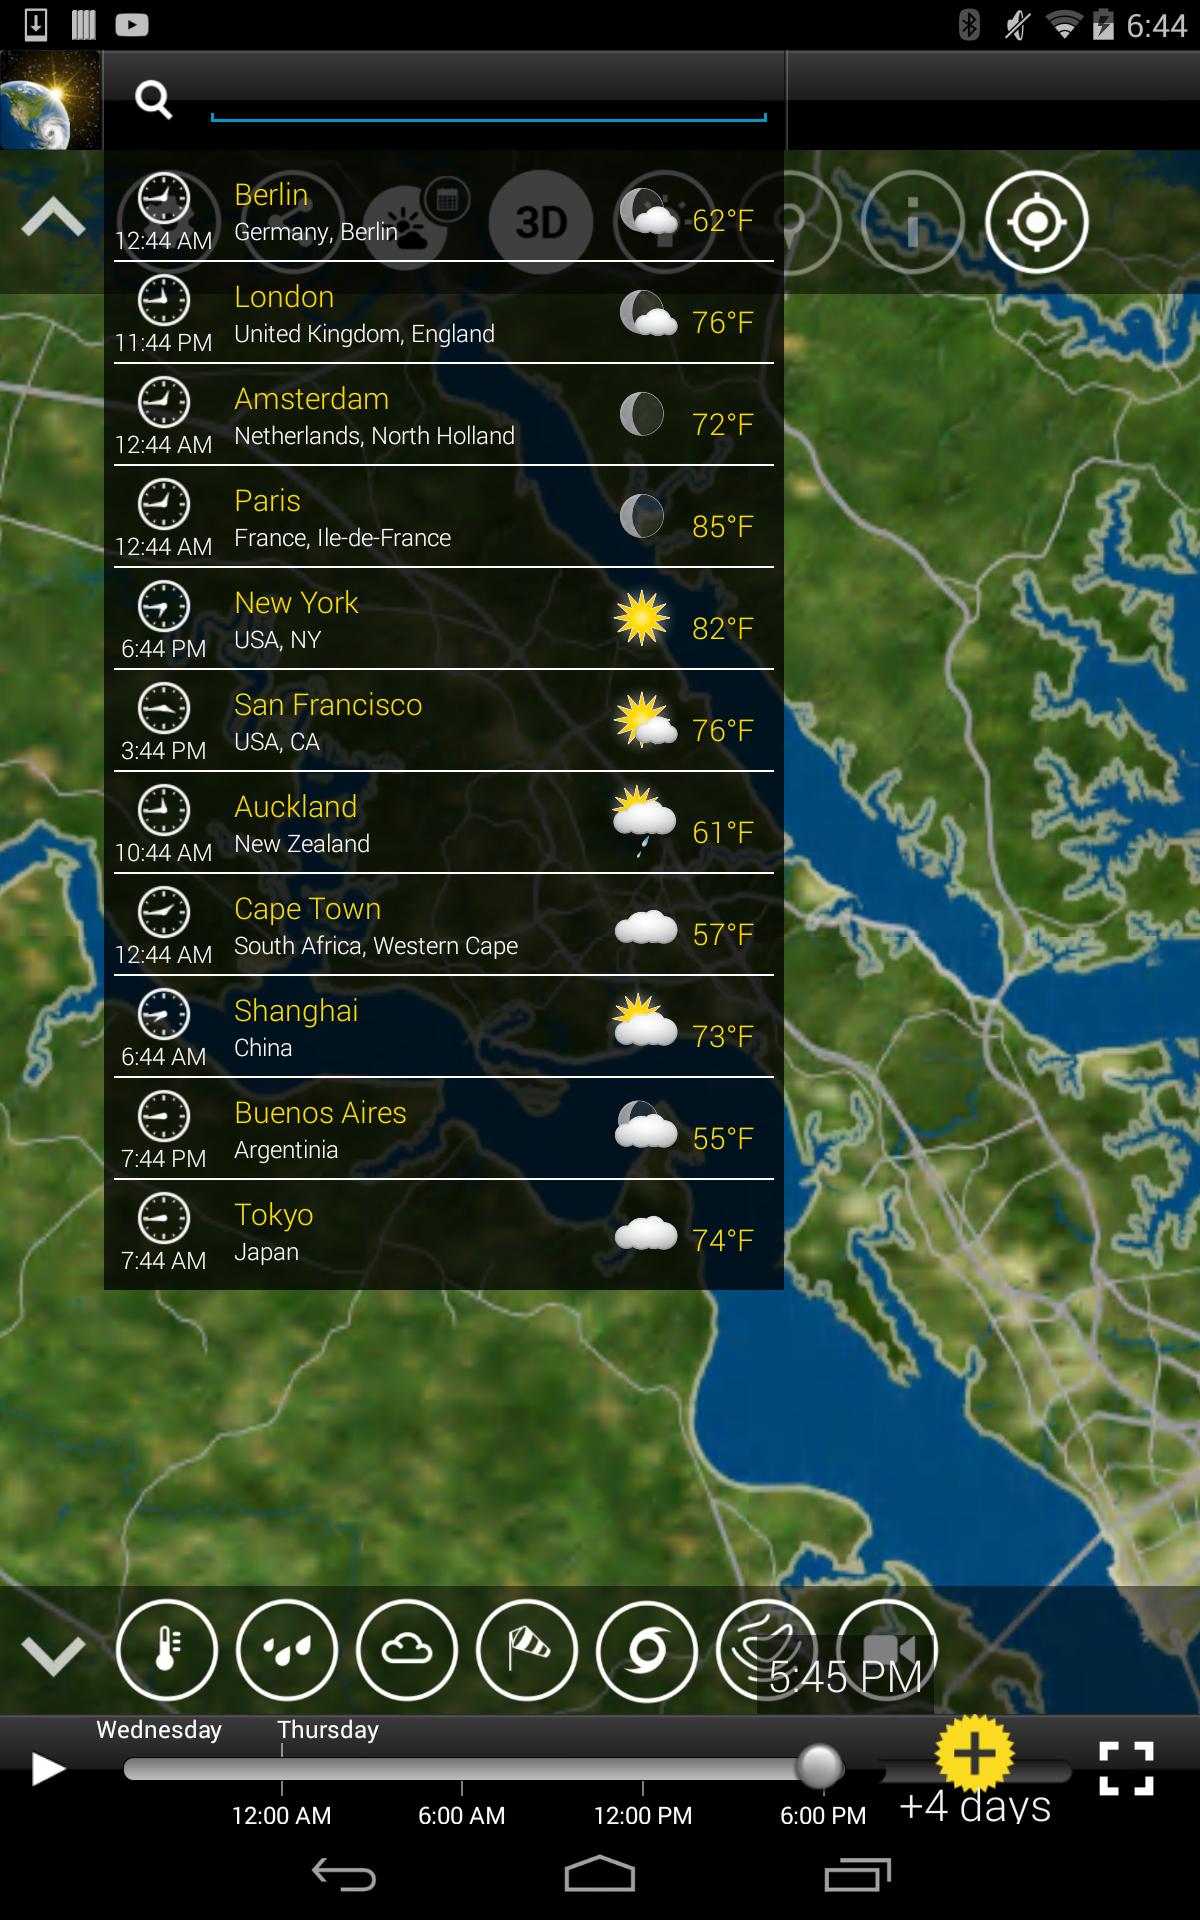 6:44
Berlin
12:44 AM
Germany, Berlin
62°F
3D
London
11:44 PM
United Kingdom, England
76°F
Amsterdam
12:44 AM
Netherlands, North Holland
72°F
Paris
12:44 AM
France, Ile-de-France
85°F
New York
6:44 PM
USA, NY
82°F
San Francisco
3:44 PM
USA, CA
76°F
Auckland
10:44 AM
New Zealand
61°F
Cape Town
12:44 AM
South Africa, Western Cape
57°F
Shanghai
6:44 AM
China
73°F
Buenos Aires
7:44 PM
Argentinia
55°F
Tokyo
7:44 AM
Japan
74°F
5:45 PM
Wednesday
Thursday
12:00 AM
6:00 AM
12:00 PM
6:00 PM
+4 days